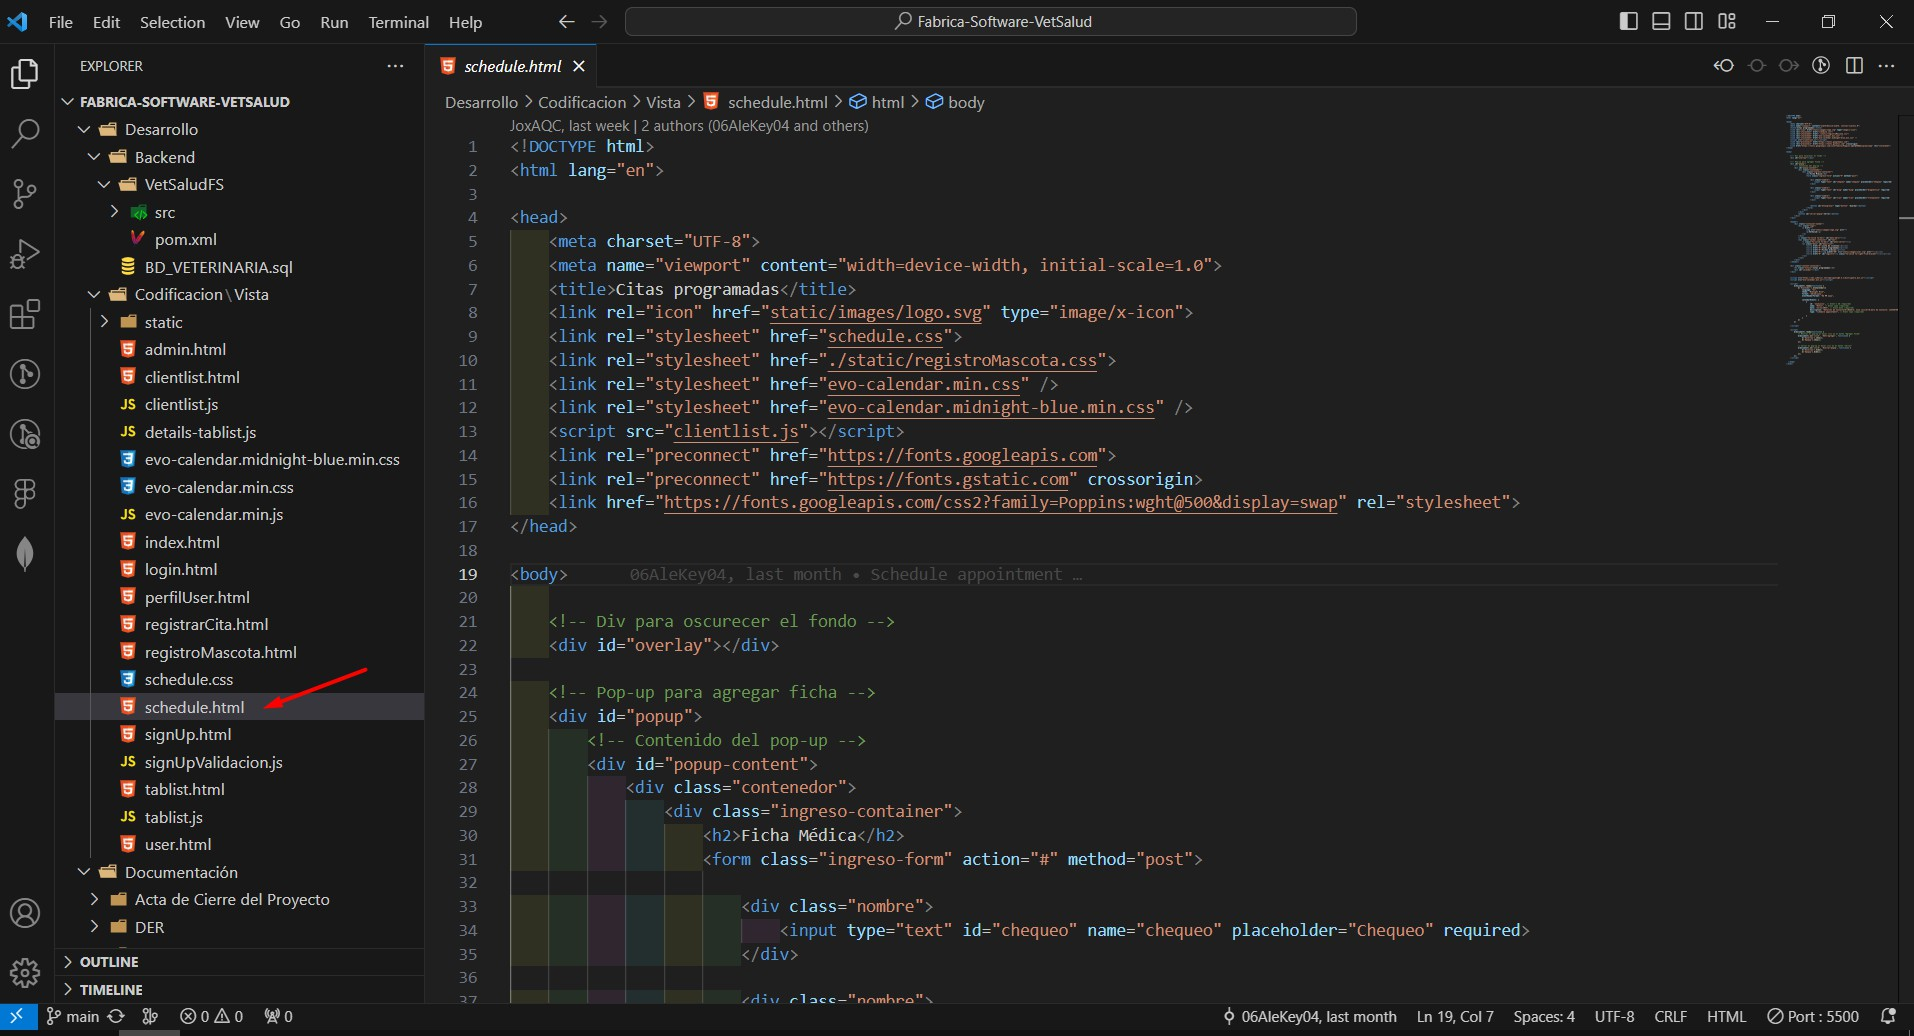 File Edit Selection View Go Run Terminal Help
Fabrica-Software-VetSalud
EXPLORER
FABRICA-SOFTWARE-VETSALUD
Desarrollo
Backend
VetSaludFS
src
pom.xml
BD_VETERINARIA.sql
Codificacion\Vista
static
admin.html
clientlist.html
clientlist.js
details-tablist.js
evo-calendar.midnight-blue.min.css
evo-calendar.min.css
evo-calendar.min.js
index.html
login.html
perfilUser.html
registrarCita.html
registroMascota.html
schedule.css
schedule.html
signUp.html
signUpValidacion.js
tablist.html
tablist.js
user.html
Documentación
Acta de Cierre del Proyecto
DER
OUTLINE
TIMELINE
schedule.html
Desarrollo > Codificacion > Vista > schedule.html > html > body
JoxAQC, last week | 2 authors (06AleKey04 and others)
1 <!DOCTYPE html>
2 <html lang="en">
3
4 <head>
5 <meta charset="UTF-8">
6 <meta name="viewport" content="width=device-width, initial-scale=1.0">
7 <title>Citas programadas</title>
8 <link rel="icon" href="static/images/logo.svg" type="image/x-icon">
9 <link rel="stylesheet" href="schedule.css">
10 <link rel="stylesheet" href="./static/registroMascota.css">
11 <link rel="stylesheet" href="evo-calendar.min.css" />
12 <link rel="stylesheet" href="evo-calendar.midnight-blue.min.css" />
13 <script src="clientlist.js"></script>
14 <link rel="preconnect" href="https://fonts.googleapis.com">
15 <link rel="preconnect" href="https://fonts.gstatic.com" crossorigin>
16 <link href="https://fonts.googleapis.com/css2?family=Poppins:wght@500&display=swap" rel="stylesheet">
17 </head>
18
19 <body> 06AleKey04, last month • Schedule appointment …
20
21 <!-- Div para oscurecer el fondo -->
22 <div id="overlay"></div>
23
24 <!-- Pop-up para agregar ficha -->
25 <div id="popup">
26 <!-- Contenido del pop-up -->
27 <div id="popup-content">
28 <div class="contenedor">
29 <div class="ingreso-container">
30 <h2>Ficha Médica</h2>
31 <form class="ingreso-form" action="#" method="post">
32
33 <div class="nombre">
34 <input type="text" id="chequeo" name="chequeo" placeholder="Chequeo" required>
35 </div>
36
37 <div class="nombre">
main 0 0 0 06AleKey04, last month Ln 19, Col 7 Spaces: 4 UTF-8 CRLF HTML Port : 5500